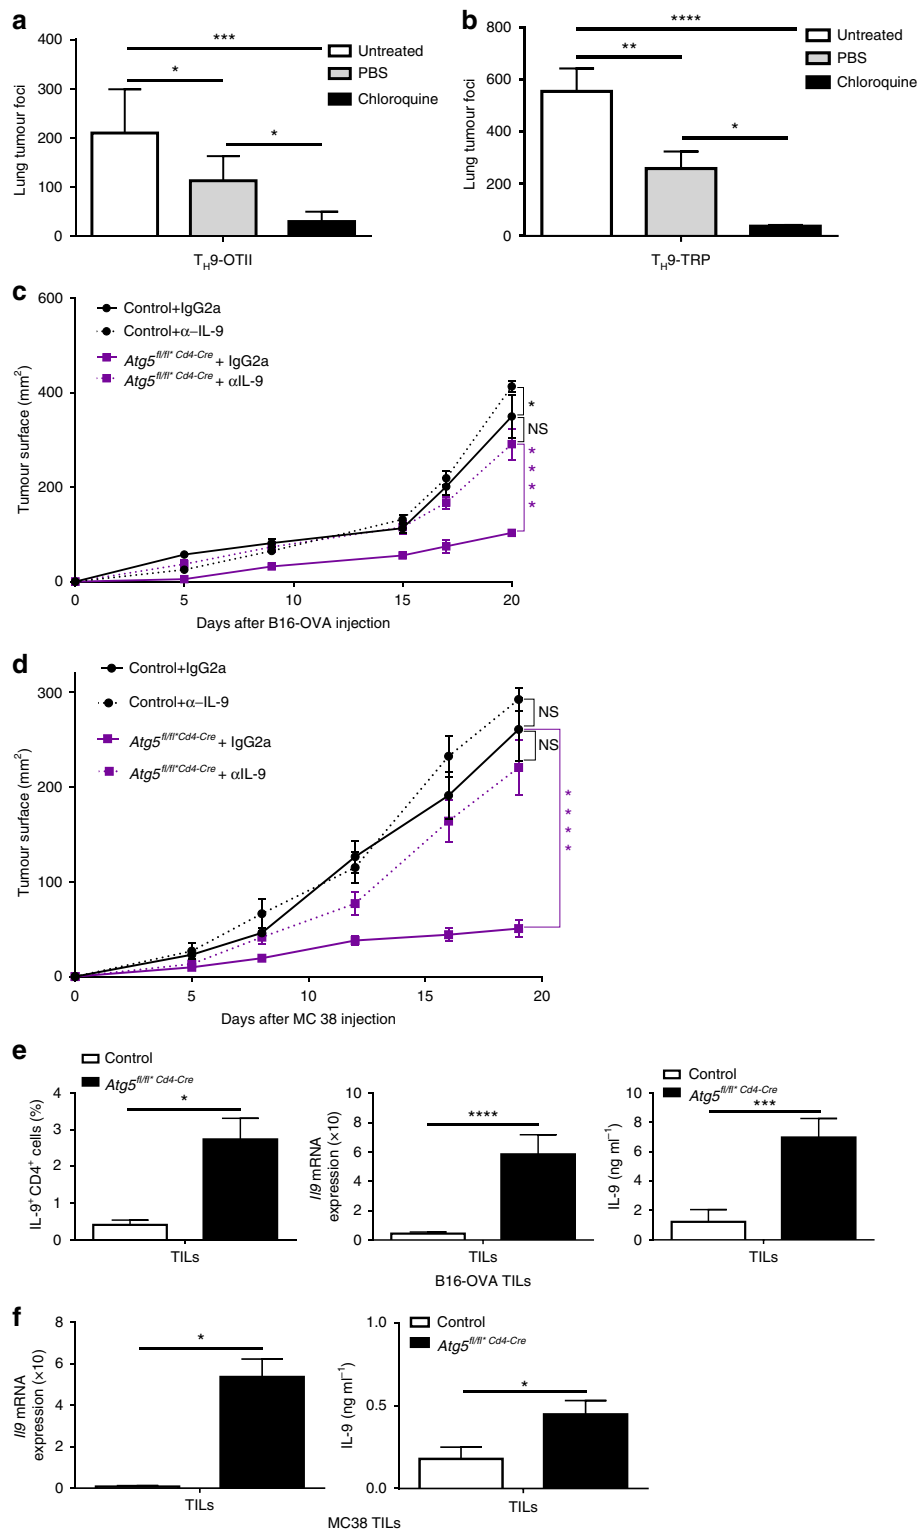 a
400
300
200
100
0
Lung tumour foci
***
*
*
Untreated
PBS
Chloroquine
TH9-OTII
b
800
600
400
200
0
Lung tumour foci
****
**
*
Untreated
PBS
Chloroquine
TH9-TRP
c
600
400
200
0
Tumour surface (mm²)
Control+IgG2a
Control+α–IL-9
Atg5fl/fl* Cd4-Cre + IgG2a
Atg5fl/fl* Cd4-Cre + αIL-9
*
NS
****
0 5 10 15 20
Days after B16-OVA injection
d
300
200
100
0
Tumour surface (mm²)
Control+IgG2a
Control+α–IL-9
Atg5fl/fl*Cd4-Cre + IgG2a
Atg5fl/fl*Cd4-Cre + αIL-9
NS
NS
****
0 5 10 15 20
Days after MC 38 injection
e
Control
Atg5fl/fl* Cd4-Cre
4
3
2
1
0
IL-9⁺CD4⁺ cells (%)
*
TILs
10
8
6
4
2
0
Il9 mRNA
expression (×10)
****
TILs
Control
Atg5fl/fl* Cd4-Cre
10
8
6
4
2
0
IL-9 (ng ml⁻¹)
***
TILs
B16-OVA TILs
f
8
6
4
2
0
Il9 mRNA
expression (×10)
*
TILs
Control
Atg5fl/fl* Cd4-Cre
1.0
0.5
0.0
IL-9 (ng ml⁻¹)
*
TILs
MC38 TILs